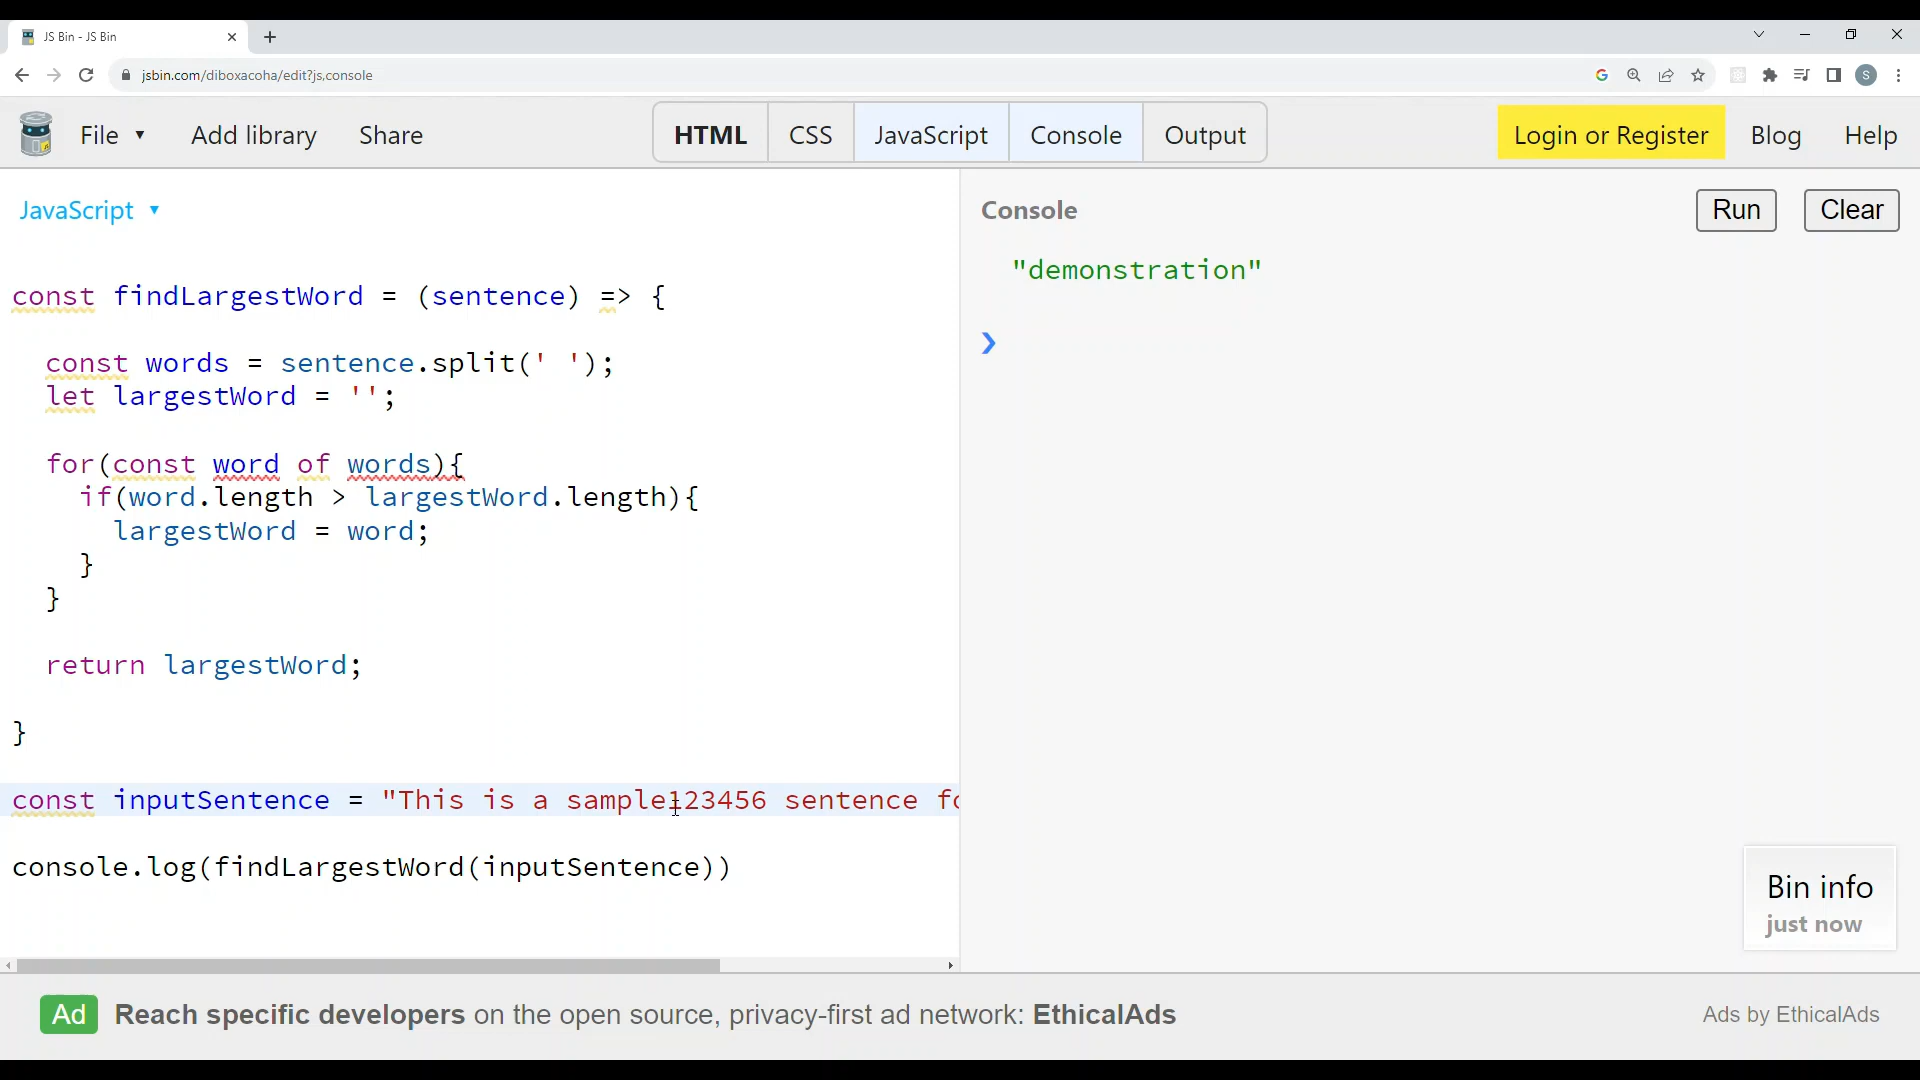 JS Bin - JS Bin
jsbin.com/diboxacoha/edit?js,console
S
File ▼ Add library Share HTML CSS JavaScript Console Output Login or Register Blog Help
JavaScript ▼
Console Run Clear
"demonstration"
const findLargestWord = (sentence) => {
const words = sentence.split(' ');
let largestWord = '';
for(const word of words){
if(word.length > largestWord.length){
largestWord = word;
}
}
return largestWord;
}
const inputSentence = "This is a sample123456 sentence fo
console.log(findLargestWord(inputSentence))
Bin info
just now
Ad Reach specific developers on the open source, privacy-first ad network: EthicalAds
Ads by EthicalAds